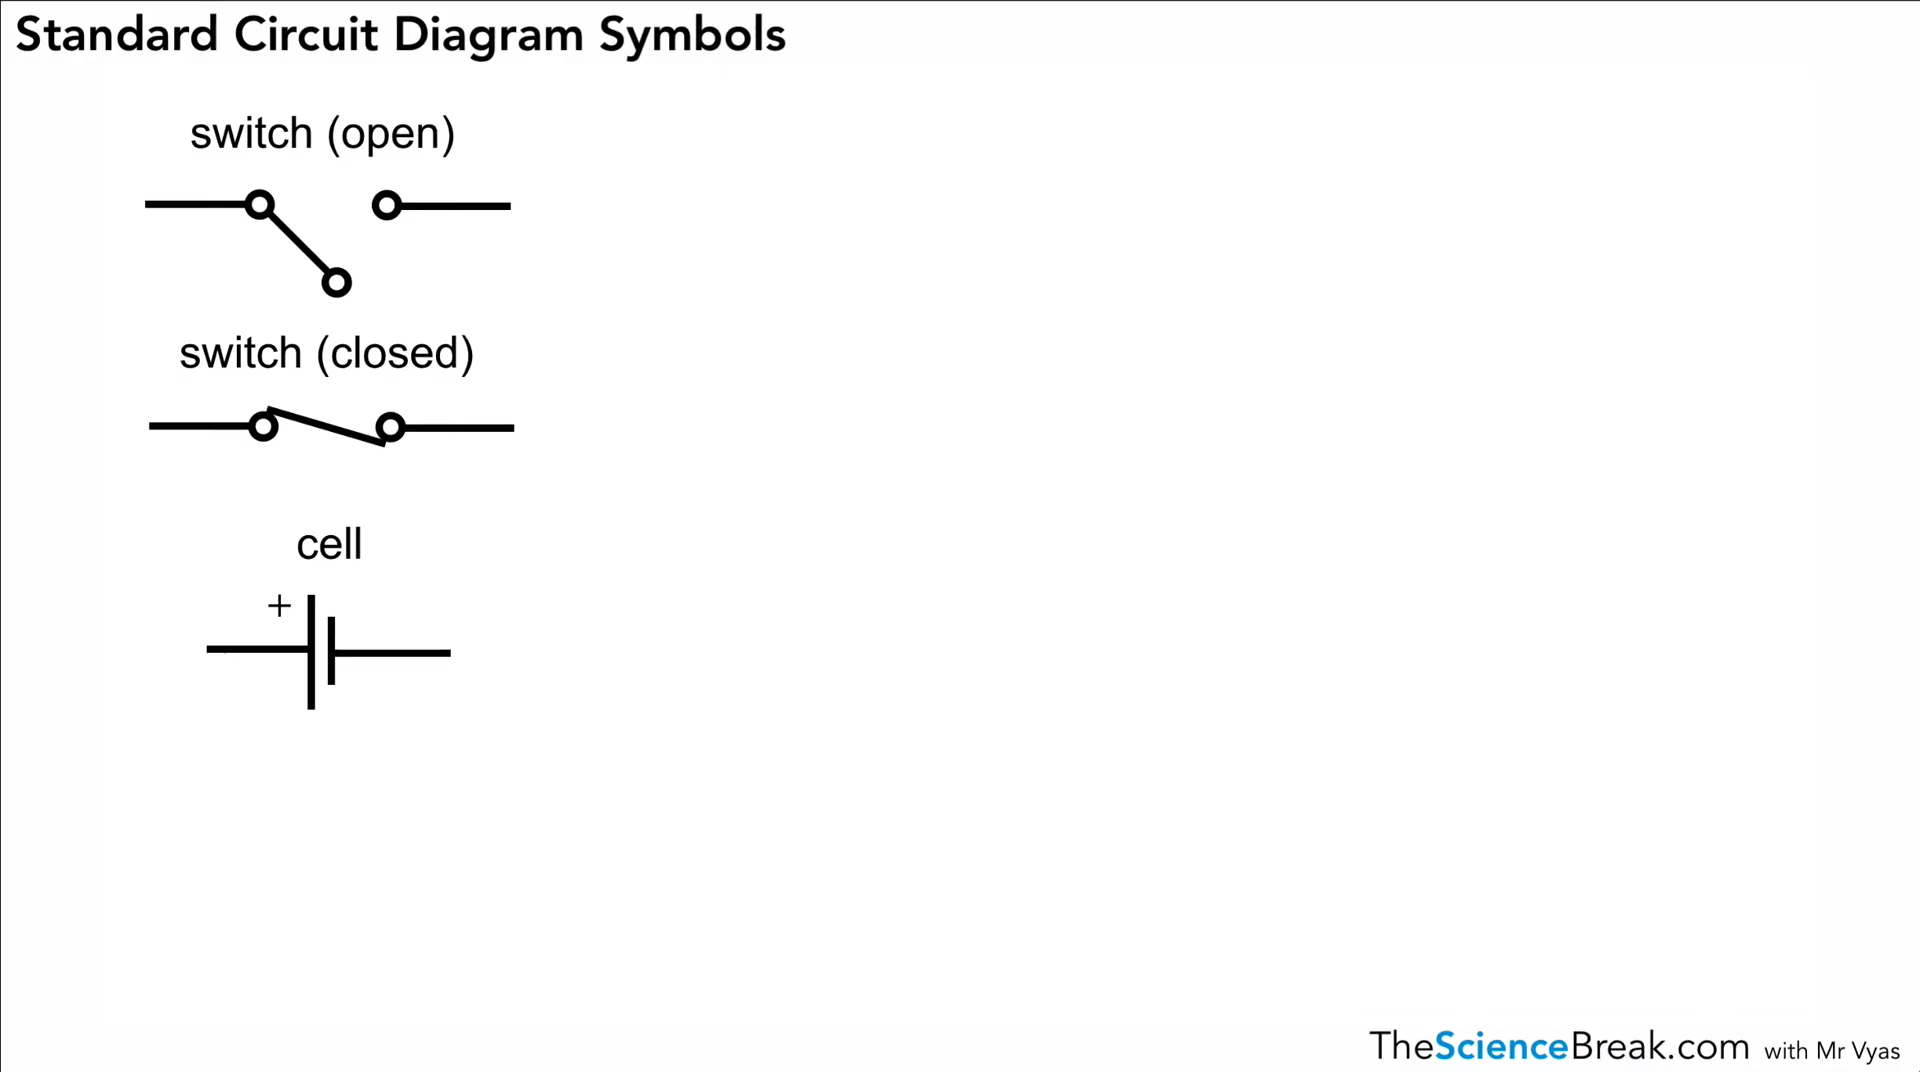 Standard Circuit Diagram Symbols
switch (open)
switch (closed)
cell
+
TheScienceBreak.com with Mr Vyas